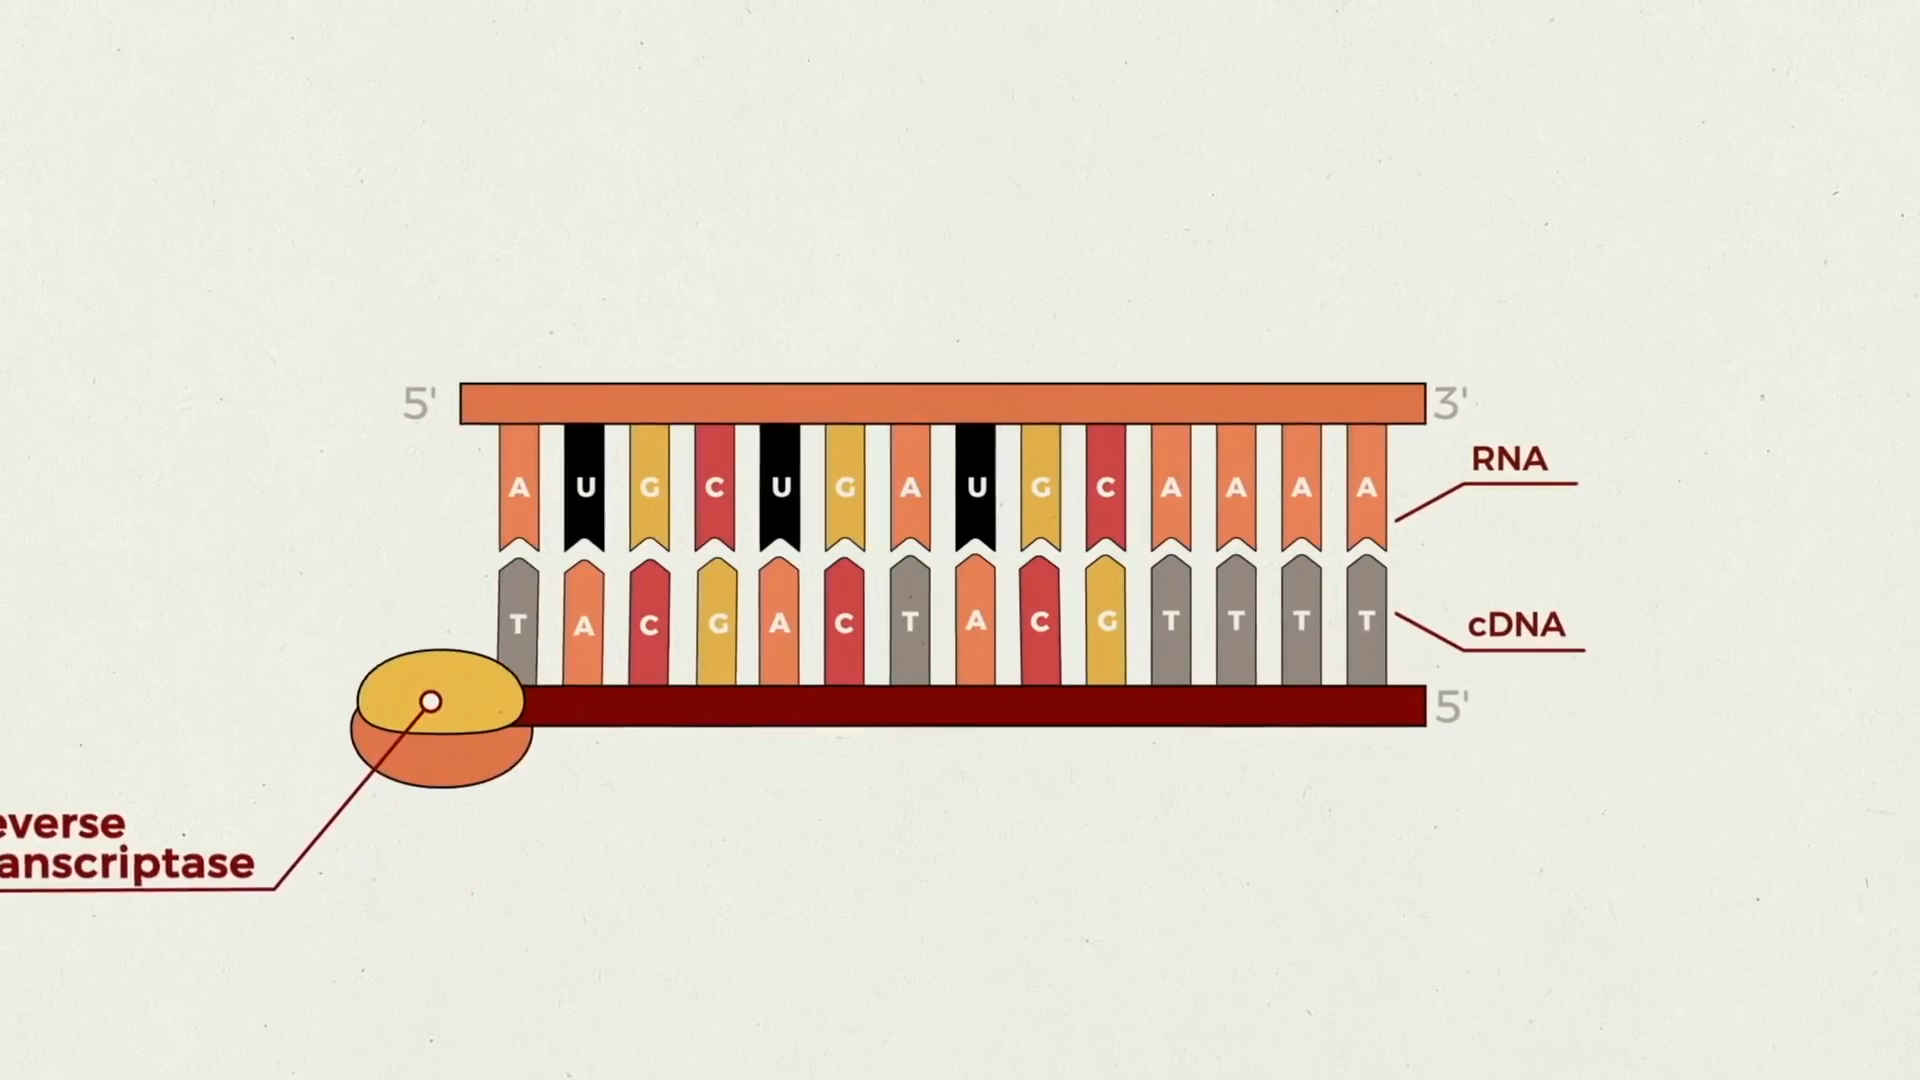 5' 3'
A U G C U G A U G C A A A A
RNA
T A C G A C T A C G T T T T
cDNA
5'
everse
anscriptase